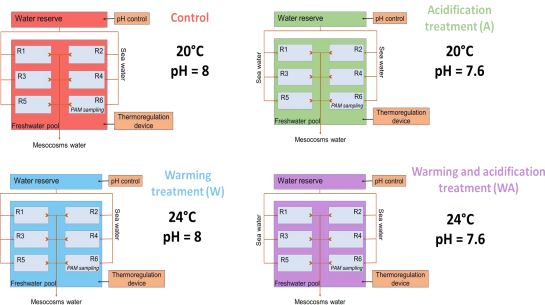 Water reserve
pH control
Control
20°C
pH = 8
Sea water
R1
R2
R3
R4
R5
R6
PAM sampling
Freshwater pool
Thermoregulation
device
Mesocosms water
Water reserve
pH control
Acidification
treatment (A)
20°C
pH = 7.6
Sea water
Sea water
R1
R2
R3
R4
R5
R6
PAM sampling
Freshwater pool
Thermoregulation
device
Mesocosms water
Water reserve
pH control
Warming
treatment (W)
24°C
pH = 8
Sea water
R1
R2
R3
R4
R5
R6
PAM sampling
Freshwater pool
Thermoregulation
device
Mesocosms water
Water reserve
pH control
Warming and acidification
treatment (WA)
24°C
pH = 7.6
Sea water
Sea water
R1
R2
R3
R4
R5
R6
PAM sampling
Freshwater pool
Thermoregulation
device
Mesocosms water